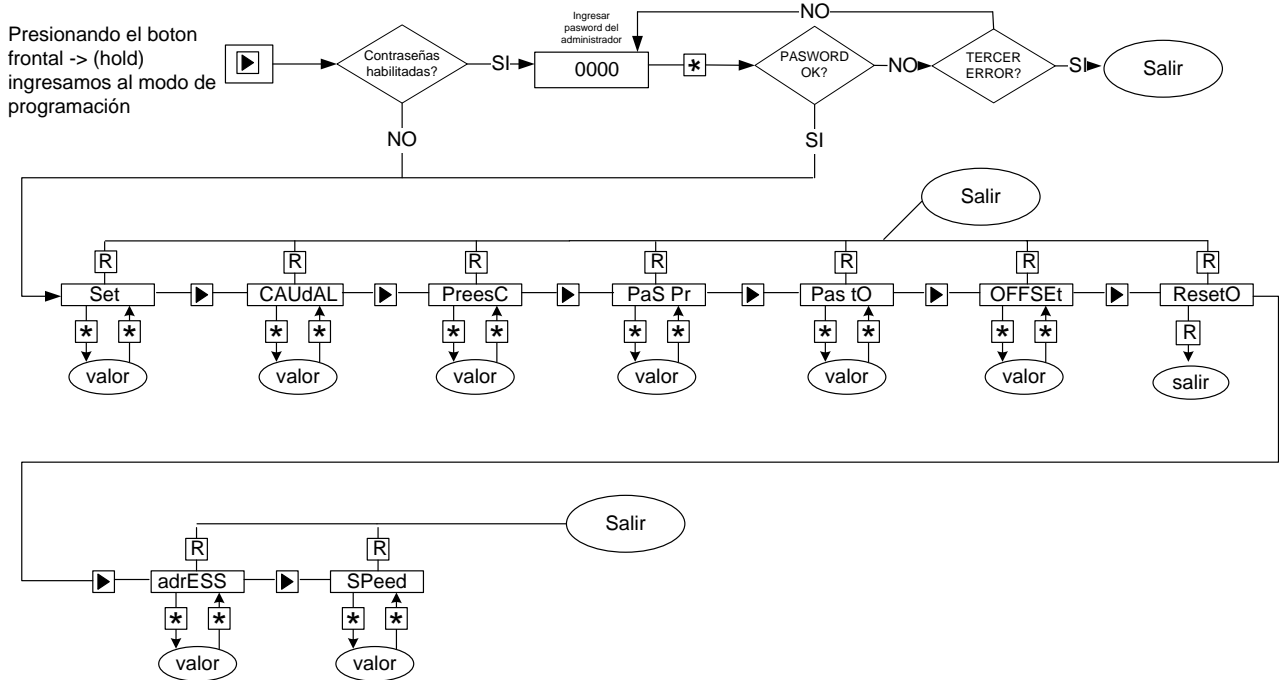 Presionando el boton
frontal -> (hold)
ingresamos al modo de
programación
Contraseñas
habilitadas?
SI
NO
Ingresar
pasword del
administrador
0000
*
PASWORD
OK?
NO
SI
TERCER
ERROR?
NO
SI
Salir
Salir
R
R
R
R
R
R
R
Set
CAUdAL
PreesC
PaS Pr
Pas tO
OFFSEt
ResetO
* *
* *
* *
* *
* *
* *
R
valor
valor
valor
valor
valor
valor
salir
Salir
R
R
adrESS
SPeed
* *
* *
valor
valor